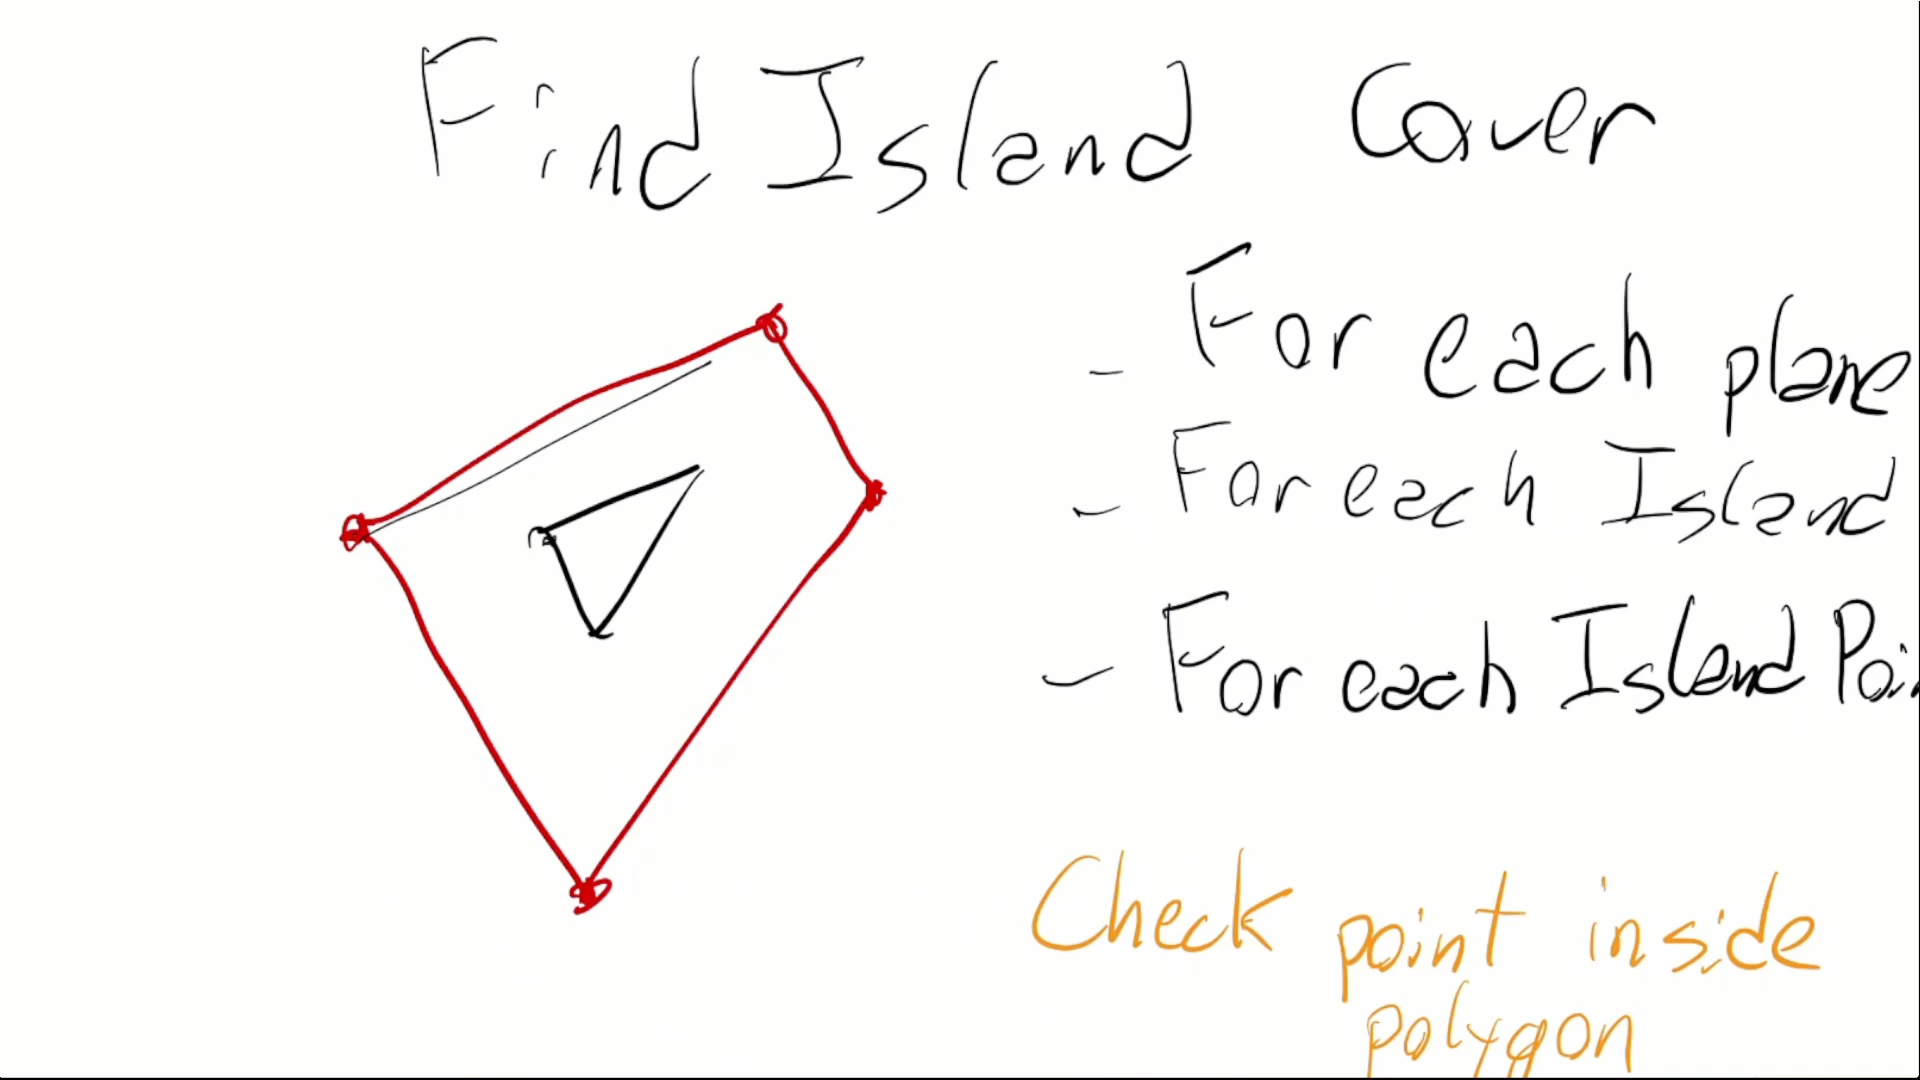 Find Island Cover
- For each plane
- For each Island
- For each Island Poi
Check point inside
polygon